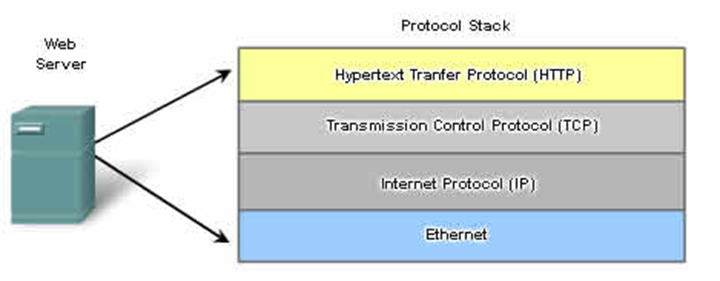 Protocol Stack
Web
Server
Hypertext Tranfer Protocol (HTTP)
Transmission Control Protocol (TCP)
Internet Protocol (IP)
Ethernet